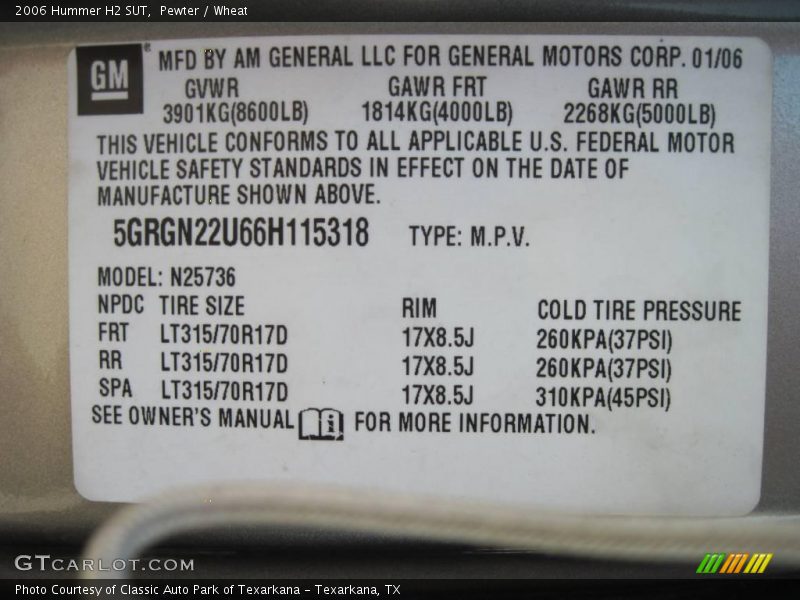 2006 Hummer H2 SUT,  Pewter / Wheat
GM® MFD BY AM GENERAL LLC FOR GENERAL MOTORS CORP. 01/06
GVWR GAWR FRT GAWR RR
3901KG(8600LB) 1814KG(4000LB) 2268KG(5000LB)
THIS VEHICLE CONFORMS TO ALL APPLICABLE U.S. FEDERAL MOTOR
VEHICLE SAFETY STANDARDS IN EFFECT ON THE DATE OF
MANUFACTURE SHOWN ABOVE.
5GRGN22U66H115318 TYPE: M.P.V.
MODEL: N25736
NPDC TIRE SIZE RIM COLD TIRE PRESSURE
FRT LT315/70R17D 17X8.5J 260KPA(37PSI)
RR LT315/70R17D 17X8.5J 260KPA(37PSI)
SPA LT315/70R17D 17X8.5J 310KPA(45PSI)
SEE OWNER'S MANUAL i FOR MORE INFORMATION.
GTCARLOT.COM
Photo Courtesy of Classic Auto Park of Texarkana - Texarkana, TX